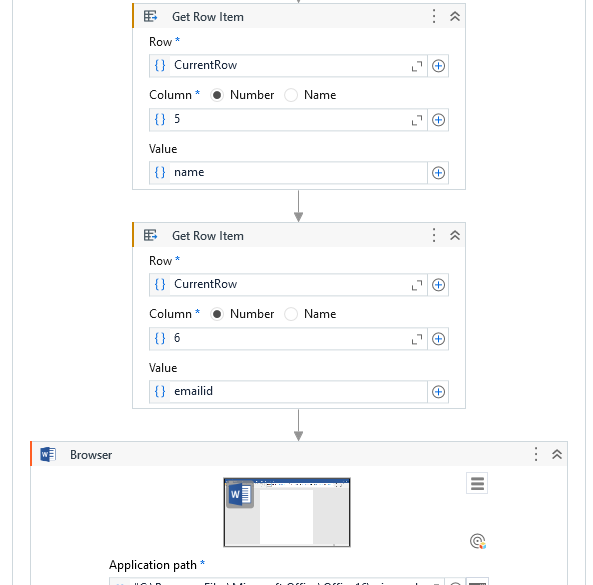 Get Row Item
Row *
{} CurrentRow
Column * Number Name
{} 5
Value
{} name
Get Row Item
Row *
{} CurrentRow
Column * Number Name
{} 6
Value
{} emailid
Browser
W
Application path *